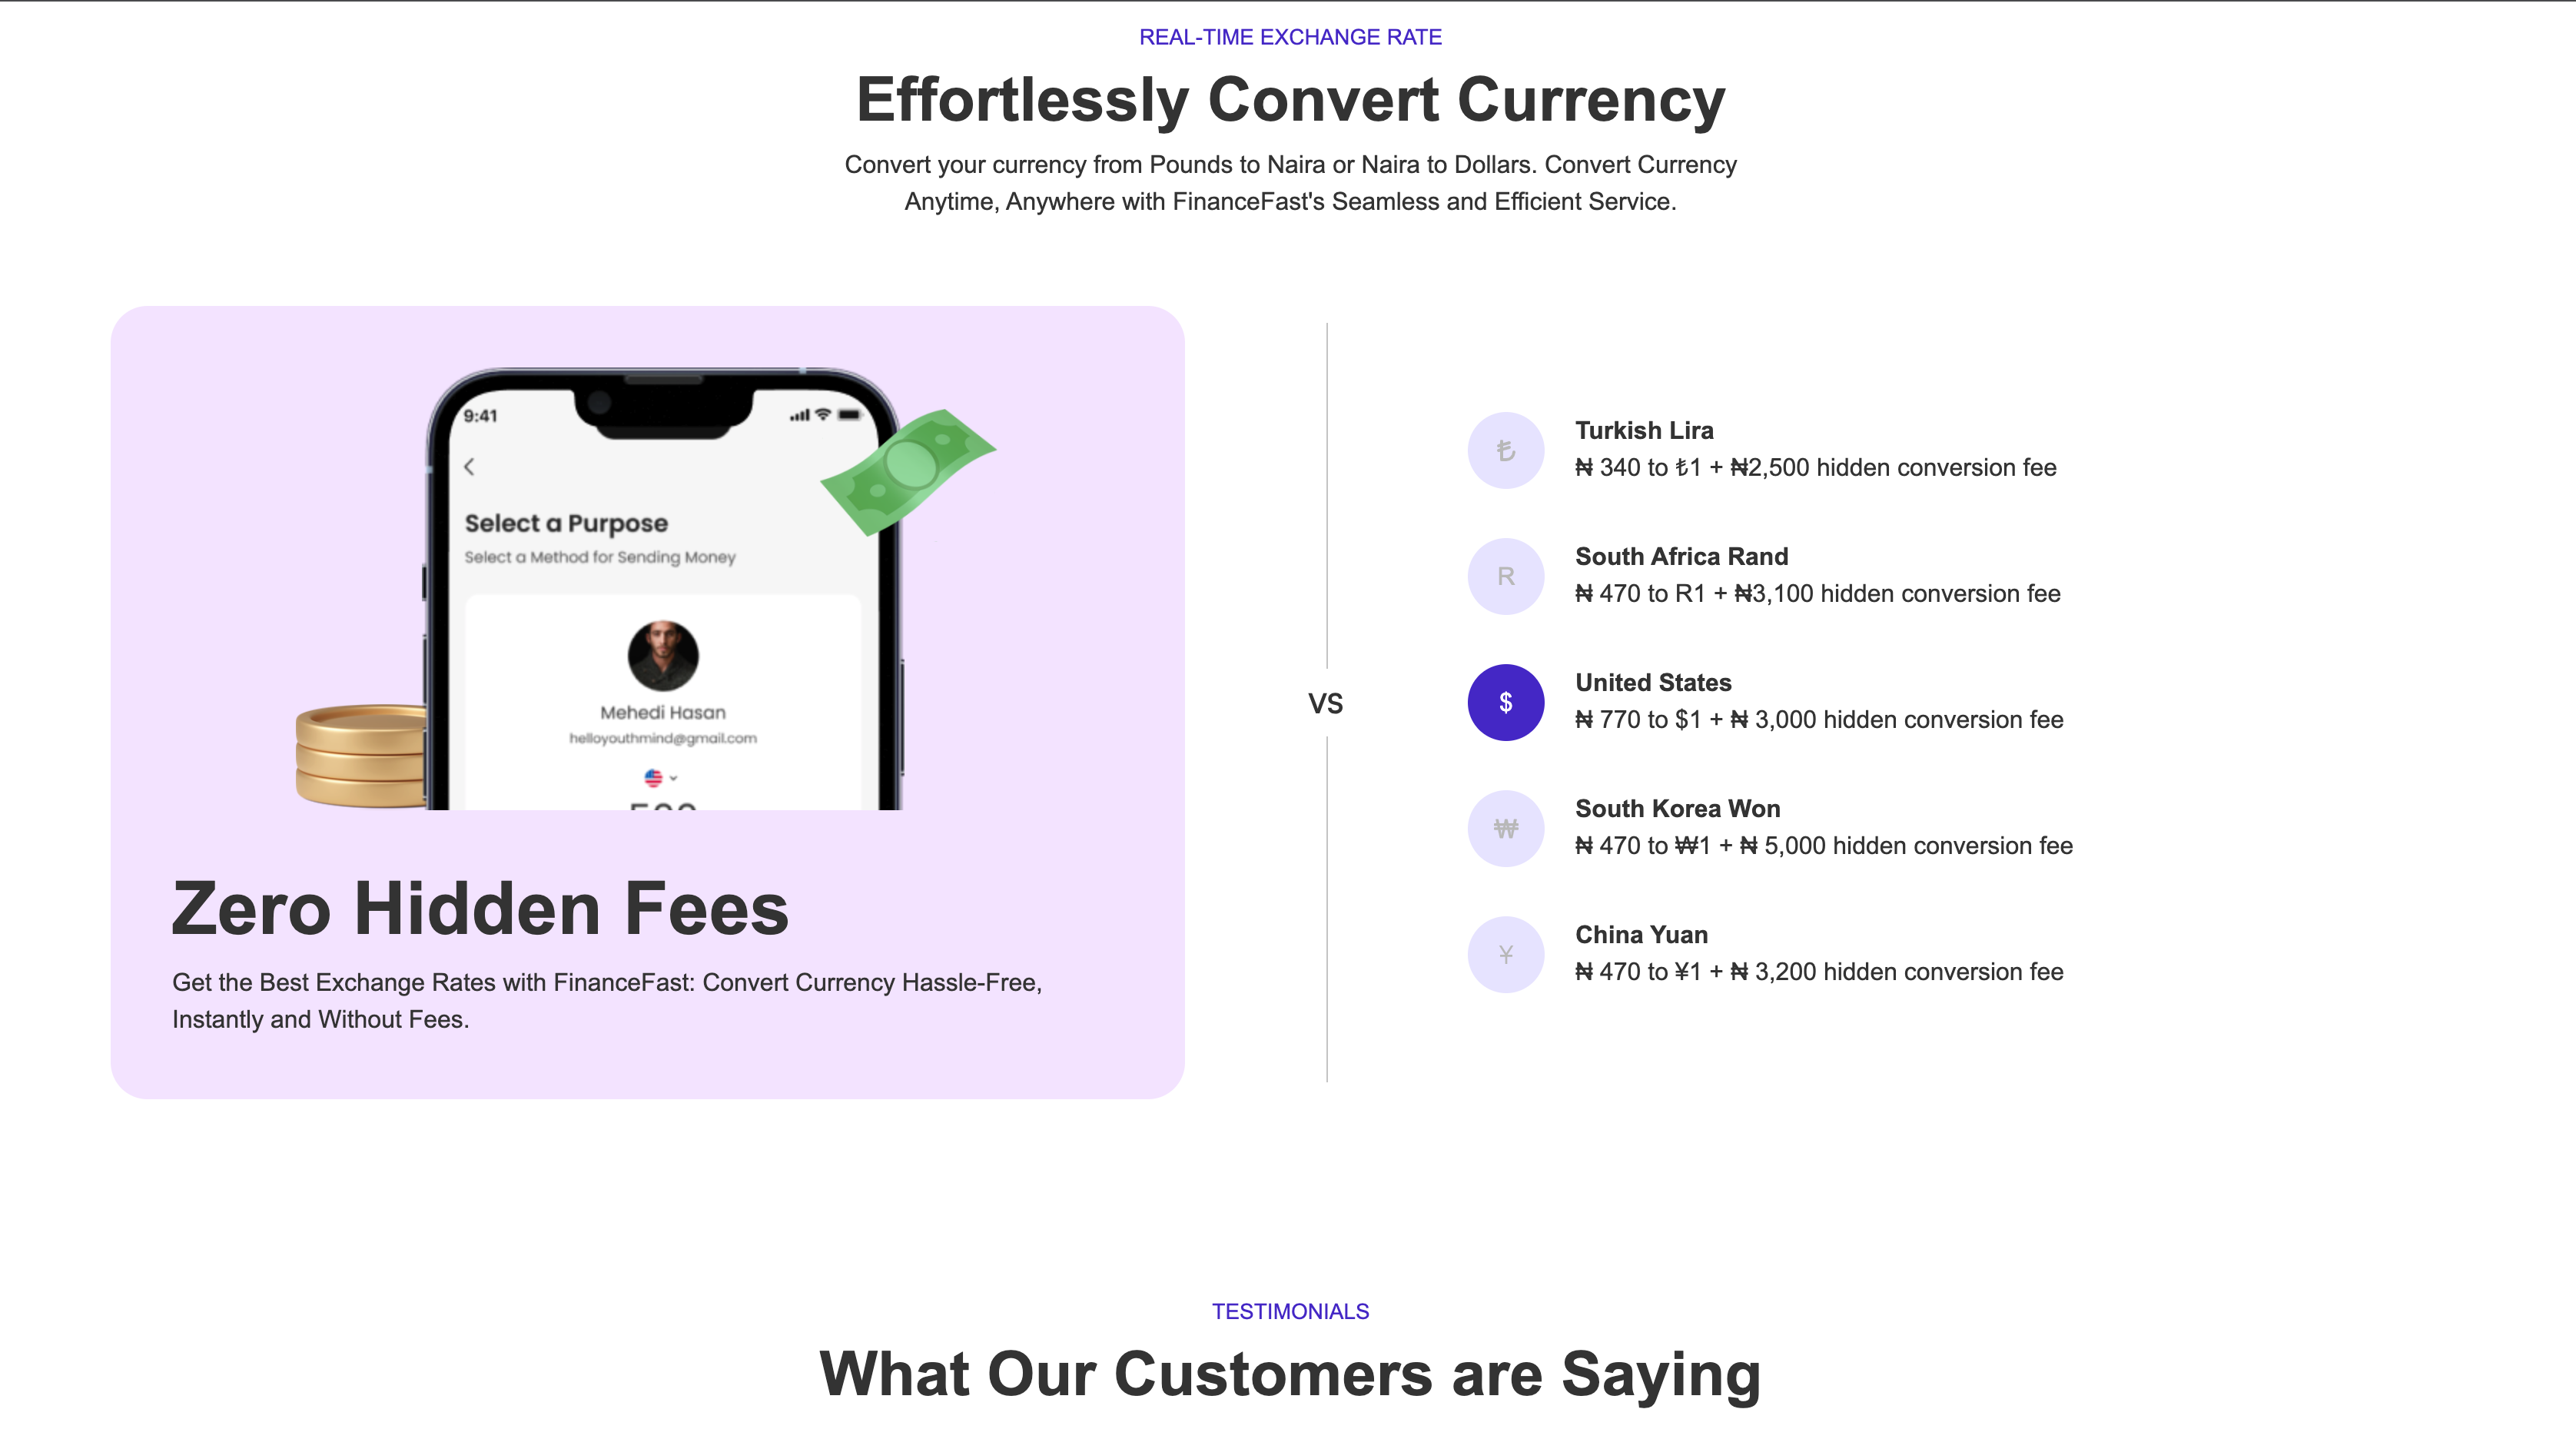 REAL-TIME EXCHANGE RATE
Effortlessly Convert Currency
Convert your currency from Pounds to Naira or Naira to Dollars. Convert Currency
Anytime, Anywhere with FinanceFast's Seamless and Efficient Service.
9:41
Select a Purpose
Select a Method for Sending Money
Mehedi Hasan
helloyouthmind@gmail.com
Zero Hidden Fees
Get the Best Exchange Rates with FinanceFast: Convert Currency Hassle-Free,
Instantly and Without Fees.
VS
₺
Turkish Lira
₦ 340 to ₺1 + ₦2,500 hidden conversion fee
R
South Africa Rand
₦ 470 to R1 + ₦3,100 hidden conversion fee
$
United States
₦ 770 to $1 + ₦ 3,000 hidden conversion fee
₩
South Korea Won
₦ 470 to ₩1 + ₦ 5,000 hidden conversion fee
¥
China Yuan
₦ 470 to ¥1 + ₦ 3,200 hidden conversion fee
TESTIMONIALS
What Our Customers are Saying